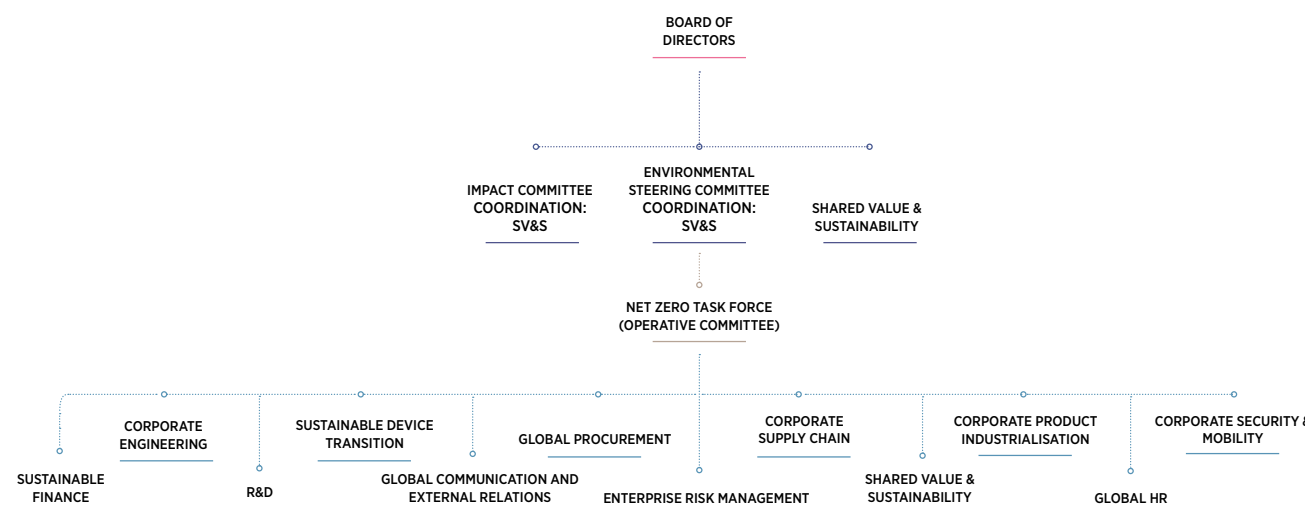 BOARD OF
DIRECTORS
IMPACT COMMITTEE
COORDINATION:
SV&S
ENVIRONMENTAL
STEERING COMMITTEE
COORDINATION:
SV&S
SHARED VALUE &
SUSTAINABILITY
NET ZERO TASK FORCE
(OPERATIVE COMMITTEE)
SUSTAINABLE
FINANCE
CORPORATE
ENGINEERING
R&D
SUSTAINABLE DEVICE
TRANSITION
GLOBAL COMMUNICATION AND
EXTERNAL RELATIONS
GLOBAL PROCUREMENT
ENTERPRISE RISK MANAGEMENT
CORPORATE
SUPPLY CHAIN
SHARED VALUE &
SUSTAINABILITY
CORPORATE PRODUCT
INDUSTRIALISATION
GLOBAL HR
CORPORATE SECURITY &
MOBILITY